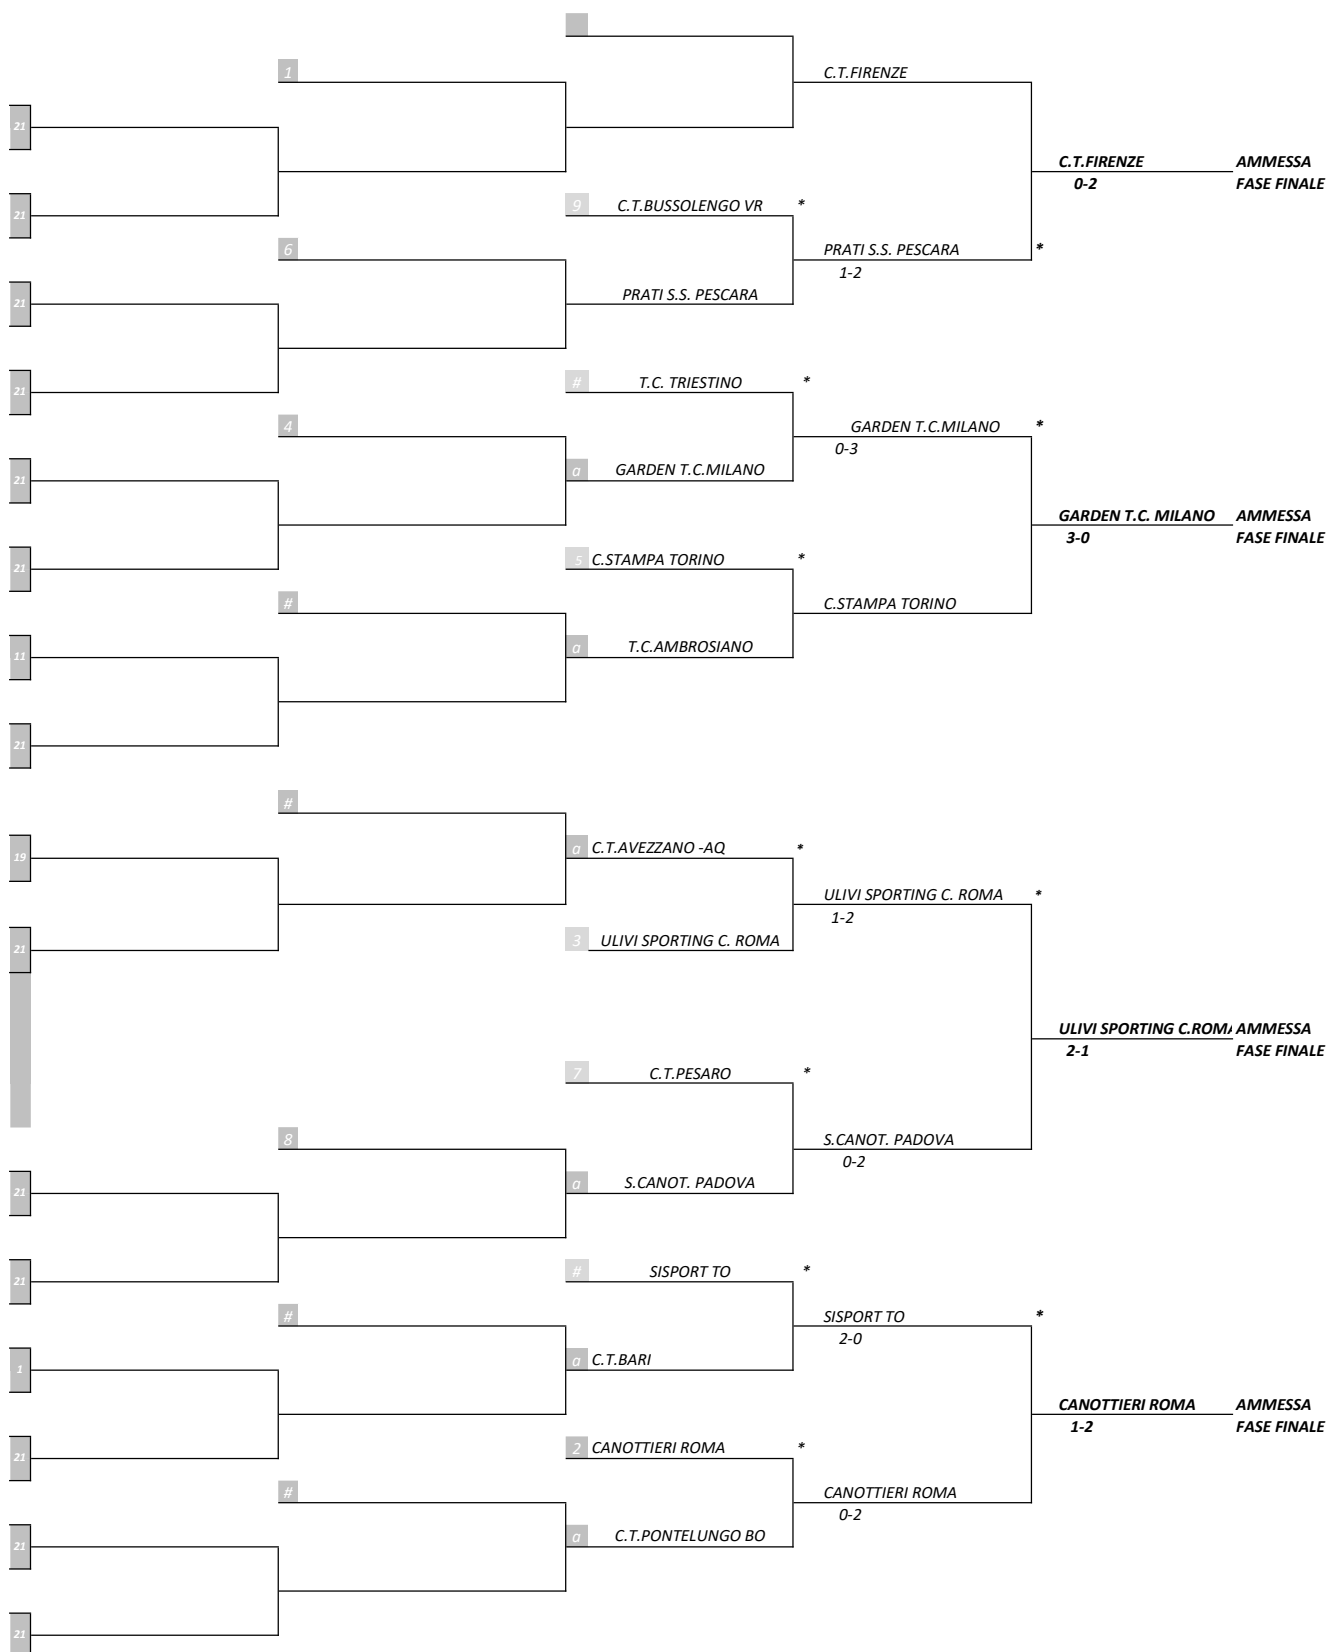 1
C.T.FIRENZE
21
C.T.FIRENZE AMMESSA
0-2 FASE FINALE
21
9 C.T.BUSSOLENGO VR *
6
PRATI S.S. PESCARA *
1-2
21
PRATI S.S. PESCARA
21
# T.C. TRIESTINO *
4
GARDEN T.C.MILANO *
0-3
21
a GARDEN T.C.MILANO
GARDEN T.C. MILANO AMMESSA
3-0 FASE FINALE
21
5 C.STAMPA TORINO *
#
C.STAMPA TORINO
11
a T.C.AMBROSIANO
21
#
19
a C.T.AVEZZANO -AQ *
ULIVI SPORTING C. ROMA *
1-2
21
3 ULIVI SPORTING C. ROMA
ULIVI SPORTING C.ROMA AMMESSA
2-1 FASE FINALE
7 C.T.PESARO *
8
S.CANOT. PADOVA
0-2
21
a S.CANOT. PADOVA
21
# SISPORT TO *
#
SISPORT TO *
2-0
1
a C.T.BARI
CANOTTIERI ROMA AMMESSA
1-2 FASE FINALE
21
2 CANOTTIERI ROMA *
#
CANOTTIERI ROMA
0-2
21
a C.T.PONTELUNGO BO
21